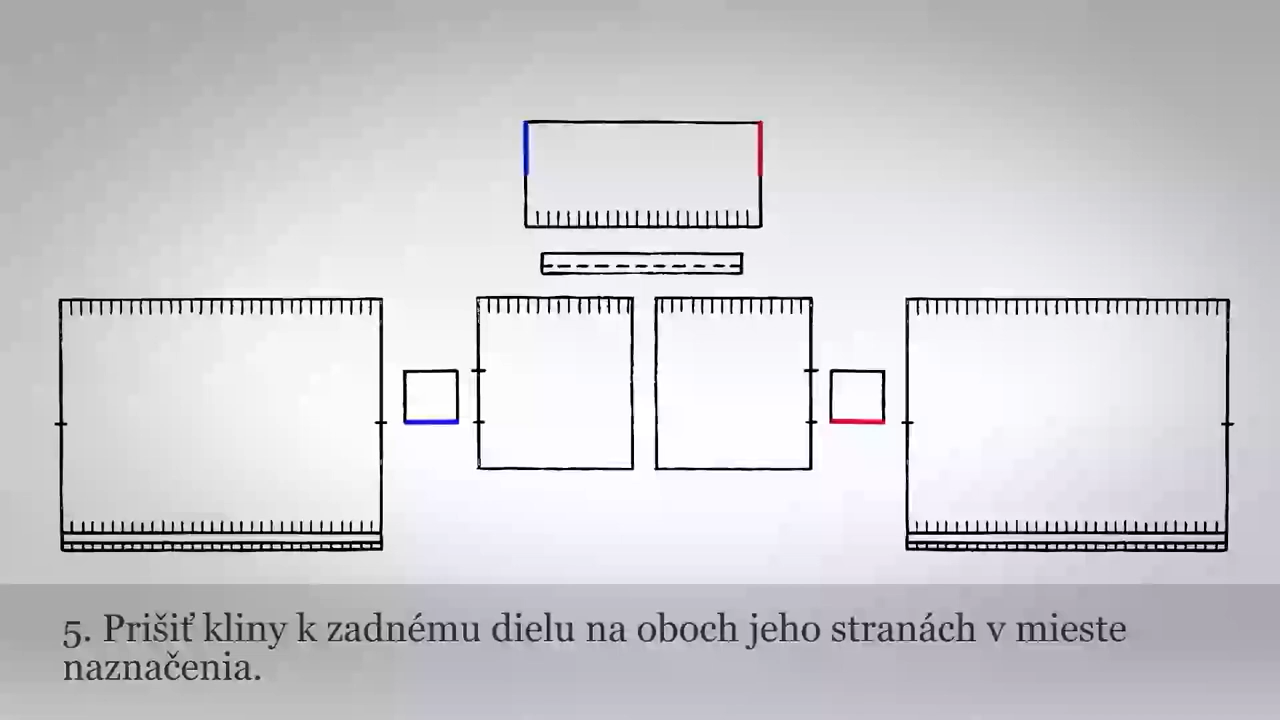 5. Prišiť kliny k zadnému dielu na oboch jeho stranách v mieste
naznačenia.